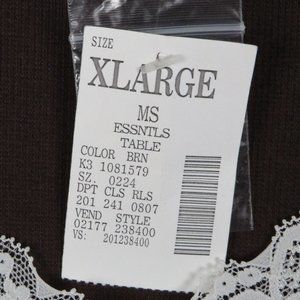 SIZE
XLARGE
MS
ESSNTLS
TABLE
COLOR BRN
K3 1081579
SZ. 0224
DPT CLS RLS
201 241 0807
VEND STYLE
02177 238400
VS: 201238400